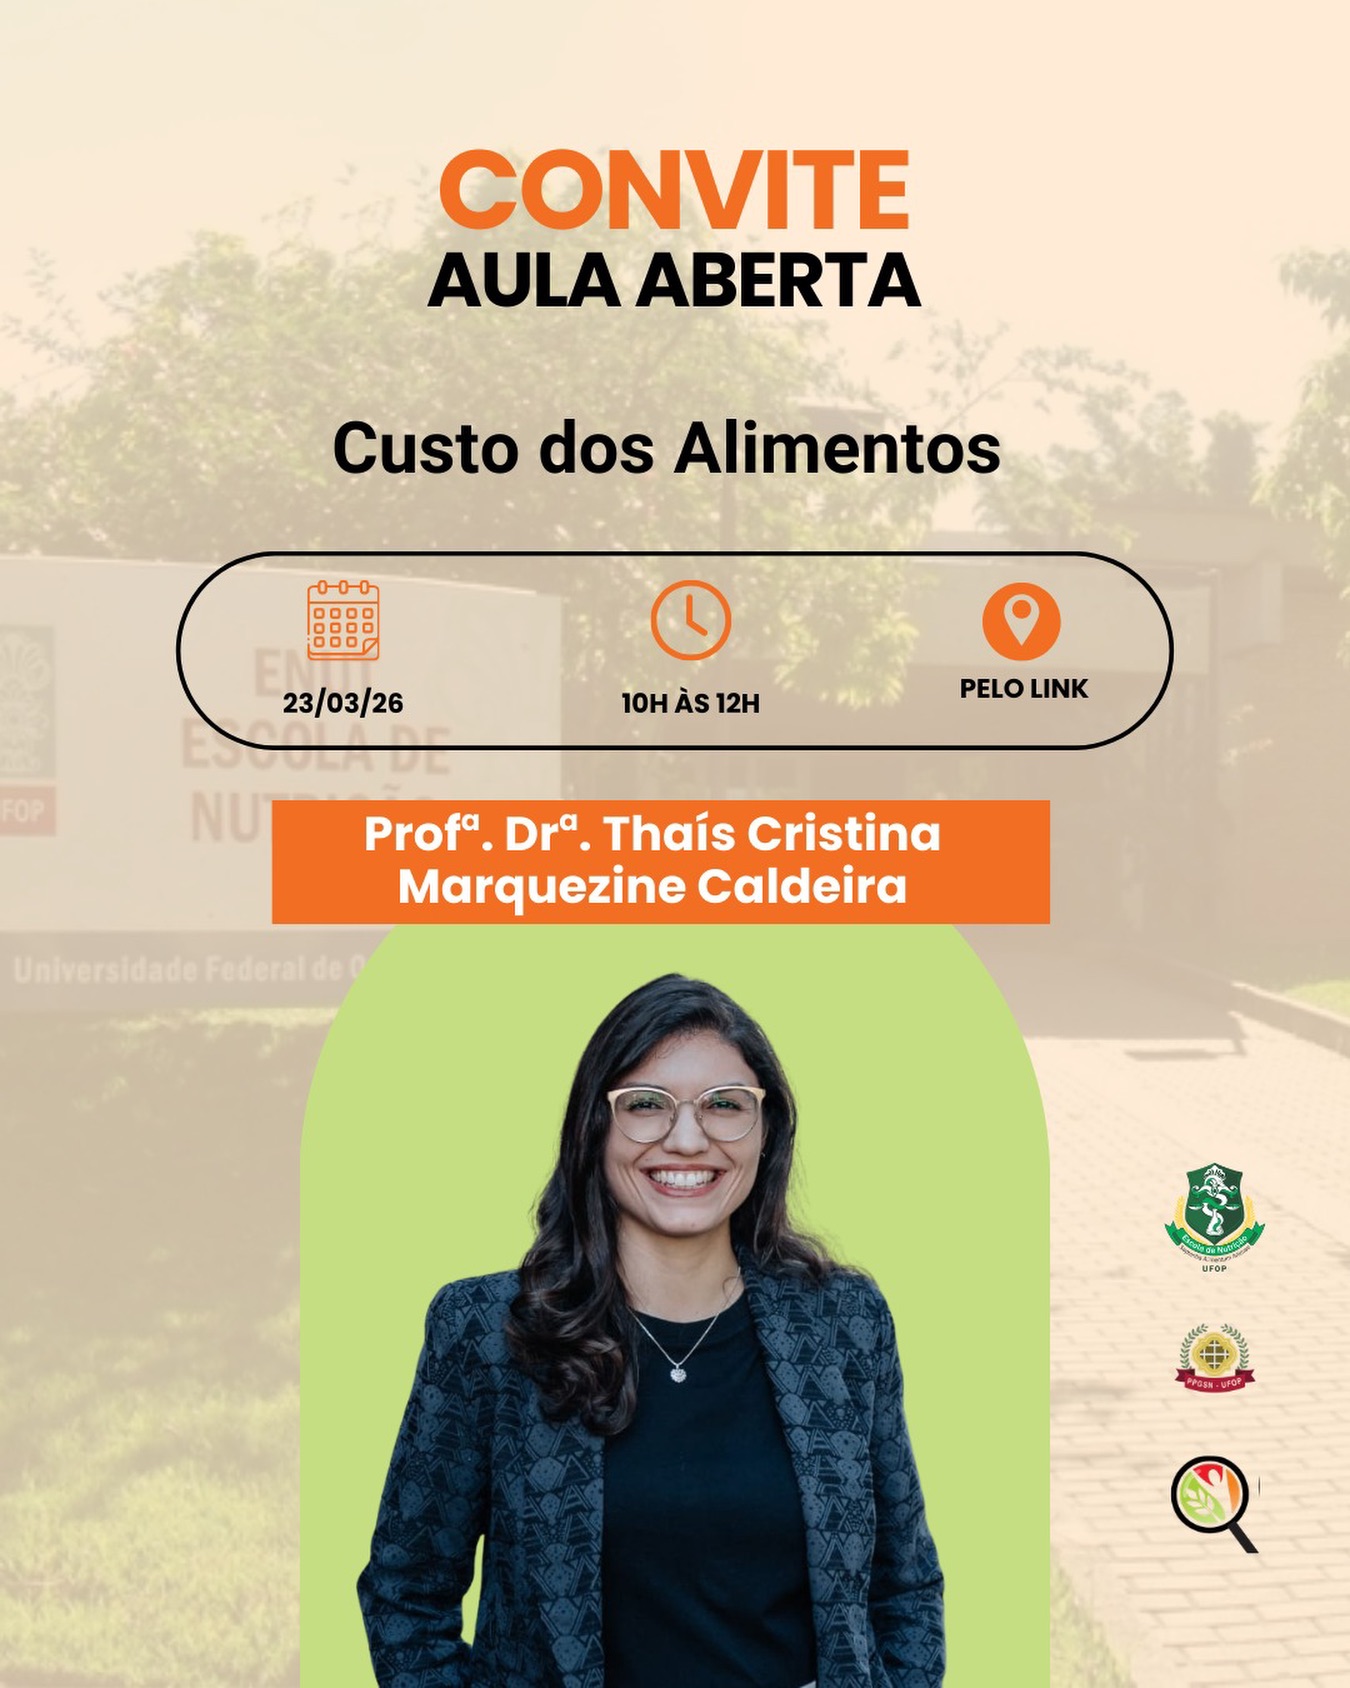 CONVITE
AULA ABERTA
Custo dos Alimentos
23/03/26
10H ÀS 12H
PELO LINK
ESCOLA DE
FOP
Profª. Drª. Thaís Cristina
Marquezine Caldeira
Universidade Federal de O
Escola de Nutrição
UFOP
PPGSN - UFOP